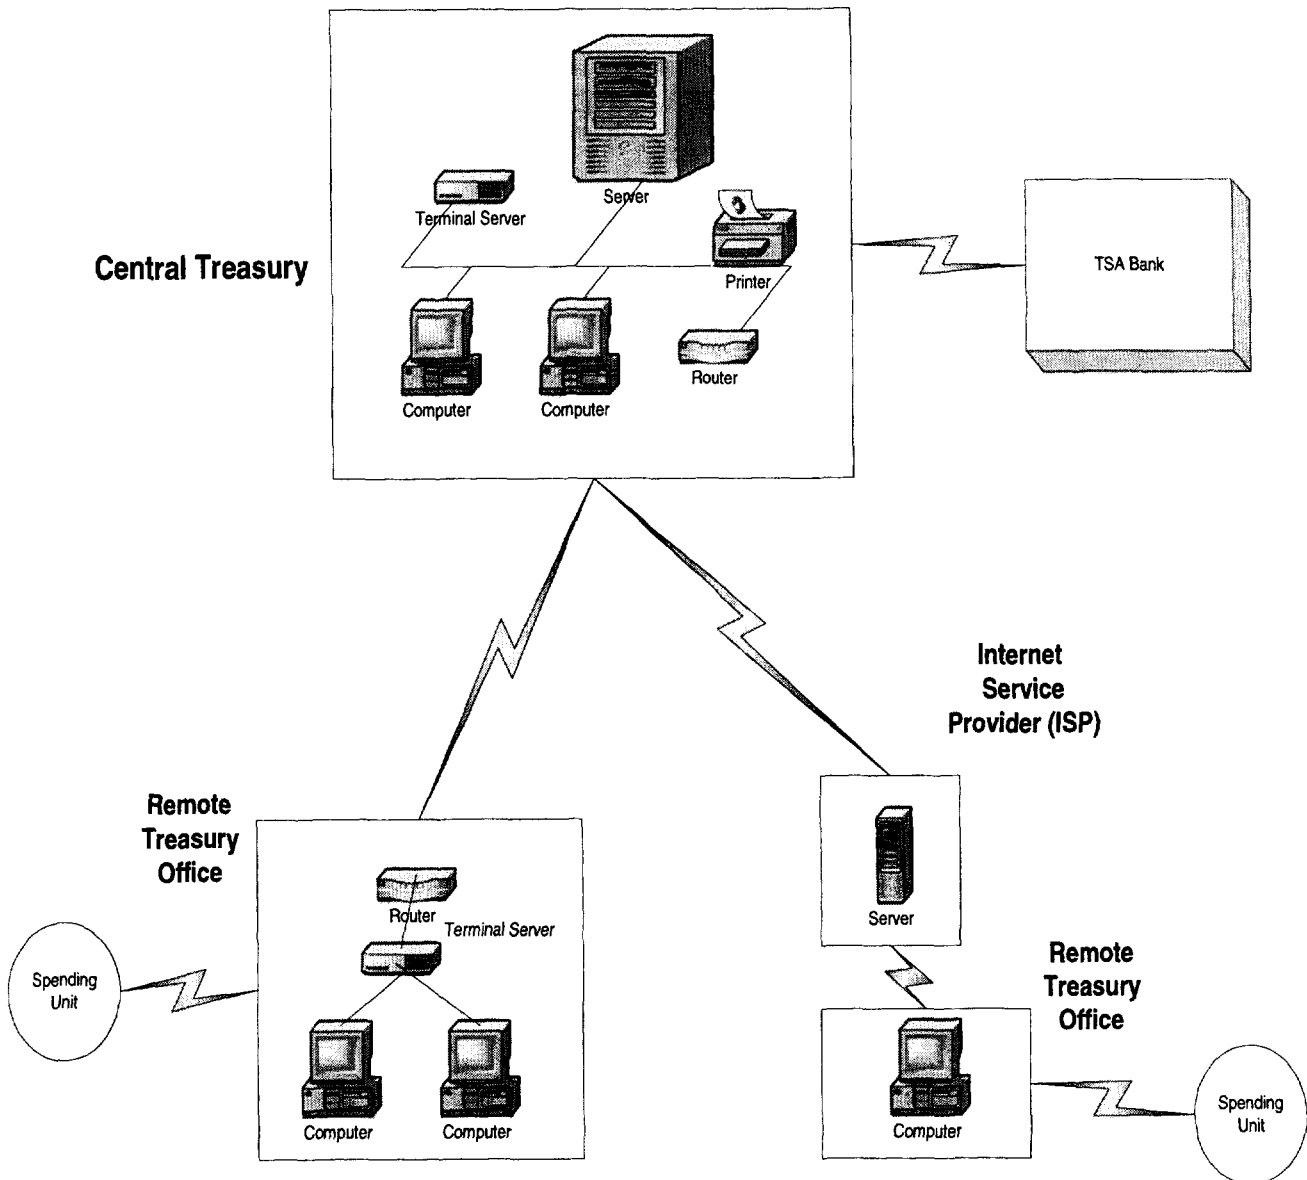 Server
Terminal Server
Central Treasury
Printer
TSA Bank
Router
Computer
Computer
Internet
Service
Provider (ISP)
Remote
Treasury
Office
Router
Terminal Server
Server
Spending
Unit
Remote
Treasury
Office
Computer
Computer
Computer
Spending
Unit